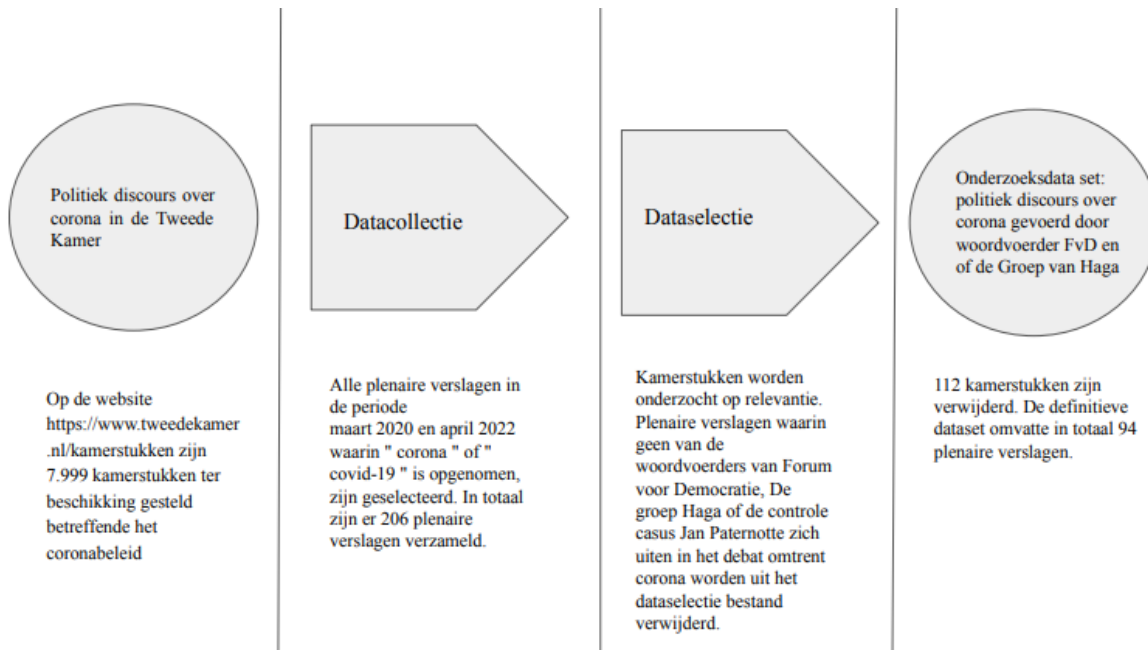 Politiek discours over
corona in de Tweede
Kamer
Op de website
https://www.tweedekamer
.nl/kamerstukken zijn
7.999 kamerstukken ter
beschikking gesteld
betreffende het
coronabeleid
Datacollectie
Alle plenaire verslagen in
de periode
maart 2020 en april 2022
waarin " corona " of "
covid-19 " is opgenomen,
zijn geselecteerd. In totaal
zijn er 206 plenaire
verslagen verzameld.
Dataselectie
Kamerstukken worden
onderzocht op relevantie.
Plenaire verslagen waarin
geen van de
woordvoerders van Forum
voor Democratie, De
groep Haga of de controle
casus Jan Paternotte zich
uiten in het debat omtrent
corona worden uit het
dataselectie bestand
verwijderd.
Onderzoeksdata set:
politiek discours over
corona gevoerd door
woordvoerder FvD en
of de Groep van Haga
112 kamerstukken zijn
verwijderd. De definitieve
dataset omvatte in totaal 94
plenaire verslagen.